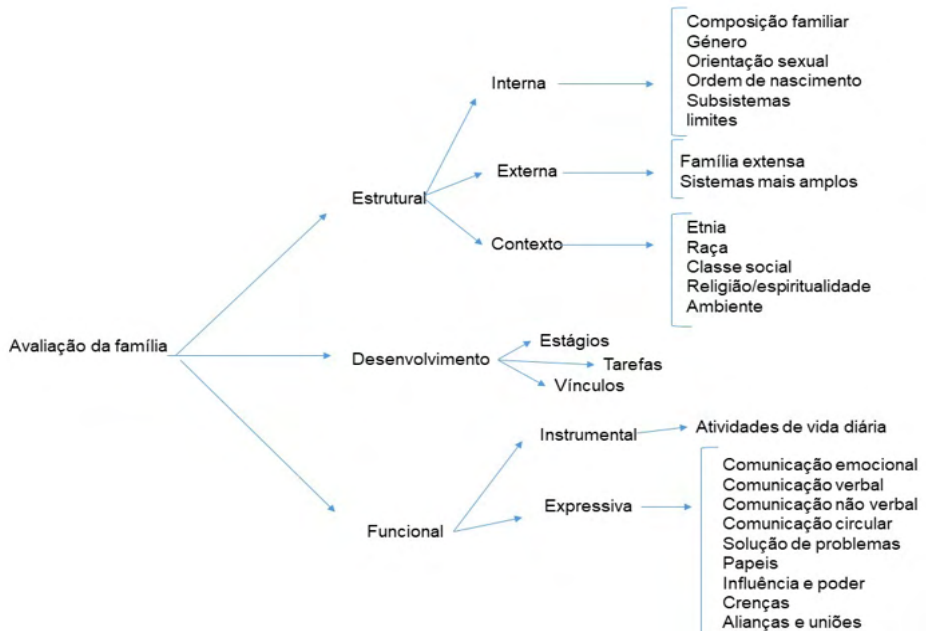 Avaliação da família
Estrutural
Interna
Composição familiar
Género
Orientação sexual
Ordem de nascimento
Subsistemas
limites
Externa
Família extensa
Sistemas mais amplos
Contexto
Etnia
Raça
Classe social
Religião/espiritualidade
Ambiente
Desenvolvimento
Estágios
Tarefas
Vínculos
Funcional
Instrumental
Atividades de vida diária
Expressiva
Comunicação emocional
Comunicação verbal
Comunicação não verbal
Comunicação circular
Solução de problemas
Papeis
Influência e poder
Crenças
Alianças e uniões